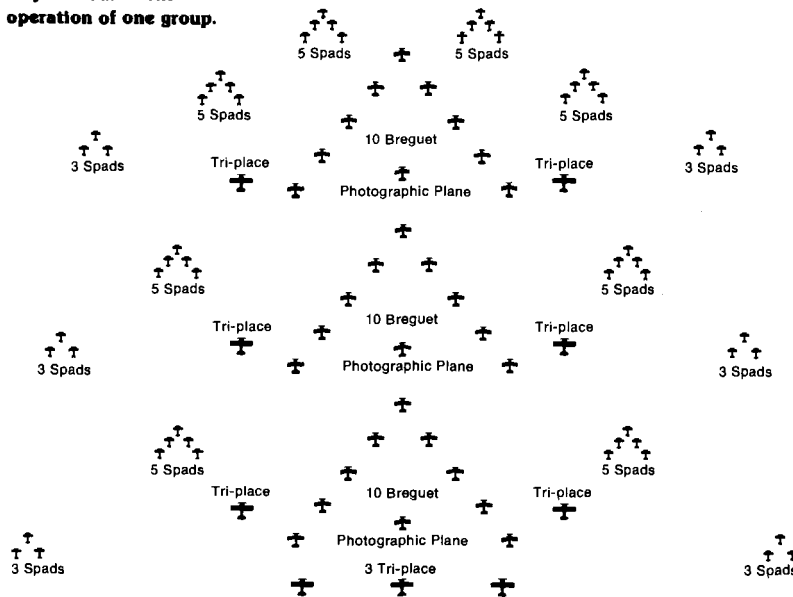 operation of one group.
5 Spads
5 Spads
5 Spads
5 Spads
10 Breguet
3 Spads
3 Spads
Tri-place
Tri-place
Photographic Plane
5 Spads
5 Spads
10 Breguet
Tri-place
Tri-place
3 Spads
3 Spads
Photographic Plane
5 Spads
5 Spads
Tri-place
10 Breguet
Tri-place
Photographic Plane
3 Spads
3 Tri-place
3 Spads